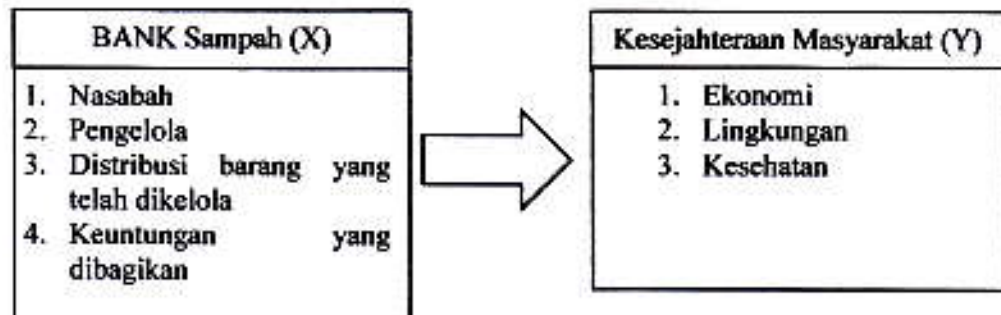 BANK Sampah (X)
1. Nasabah
2. Pengelola
3. Distribusi barang yang
telah dikelola
4. Keuntungan yang
dibagikan
Kesejahteraan Masyarakat (Y)
1. Ekonomi
2. Lingkungan
3. Kesehatan